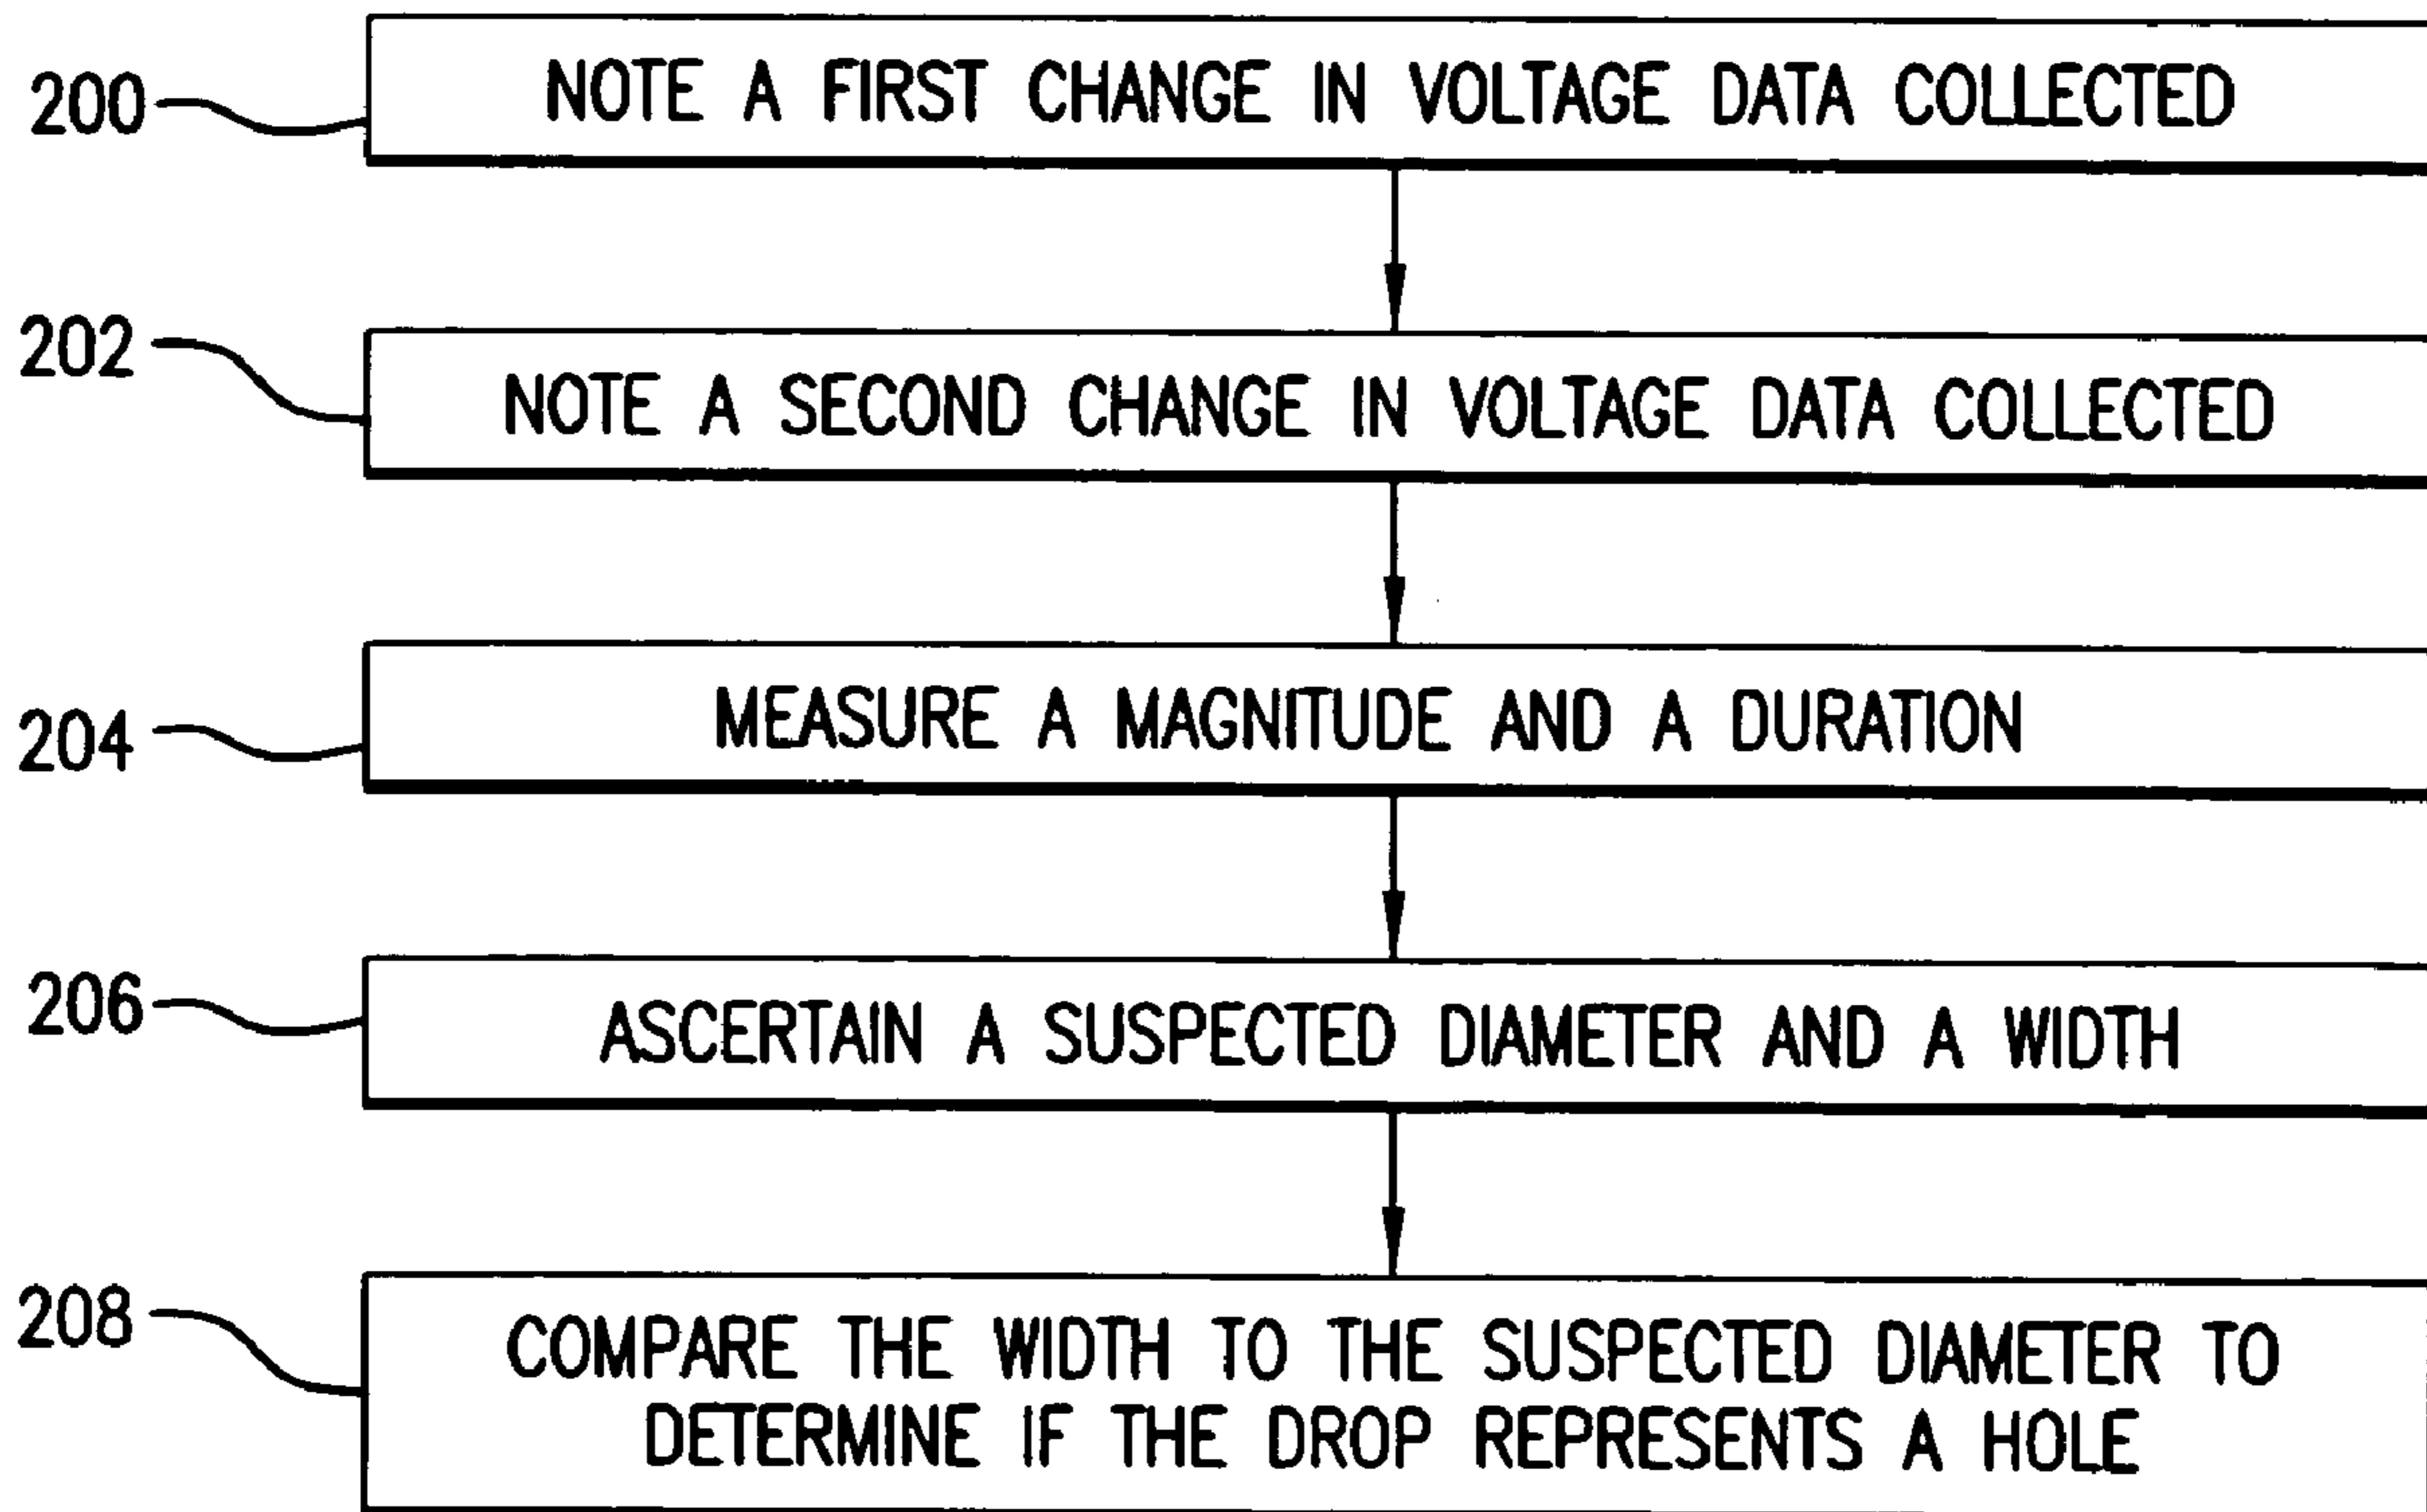 200 NOTE A FIRST CHANGE IN VOLTAGE DATA COLLECTED
202 NOTE A SECOND CHANGE IN VOLTAGE DATA COLLECTED
204 MEASURE A MAGNITUDE AND A DURATION
206 ASCERTAIN A SUSPECTED DIAMETER AND A WIDTH
208 COMPARE THE WIDTH TO THE SUSPECTED DIAMETER TO
DETERMINE IF THE DROP REPRESENTS A HOLE